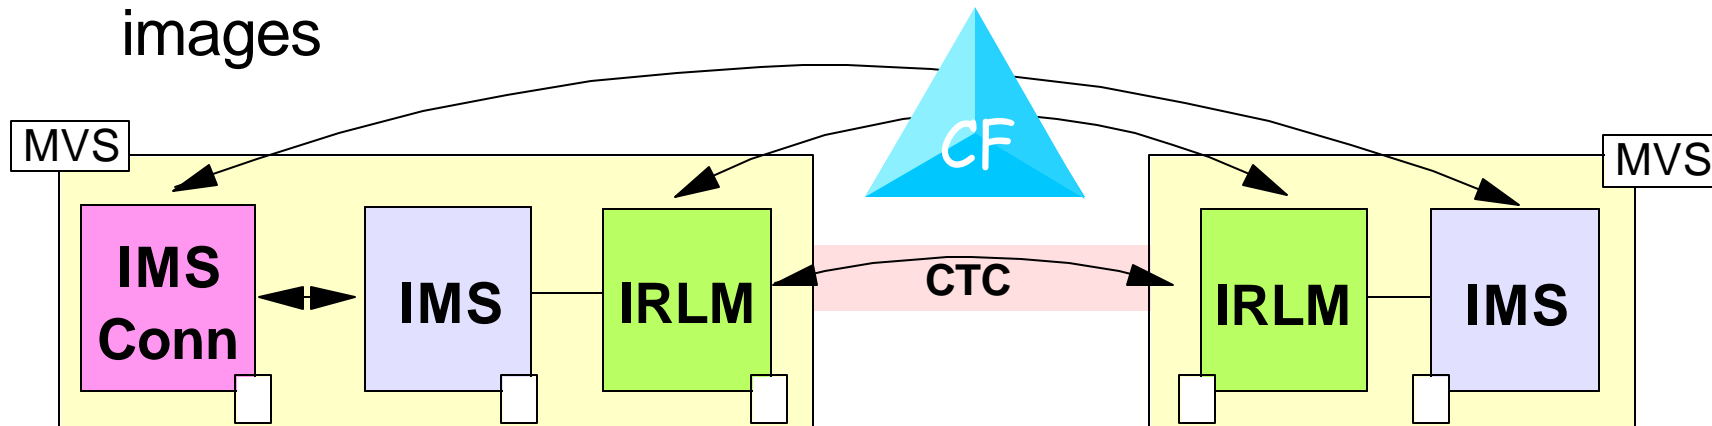 images
CF
MVS
MVS
IMS
Conn
IMS
IRLM
CTC
IRLM
IMS